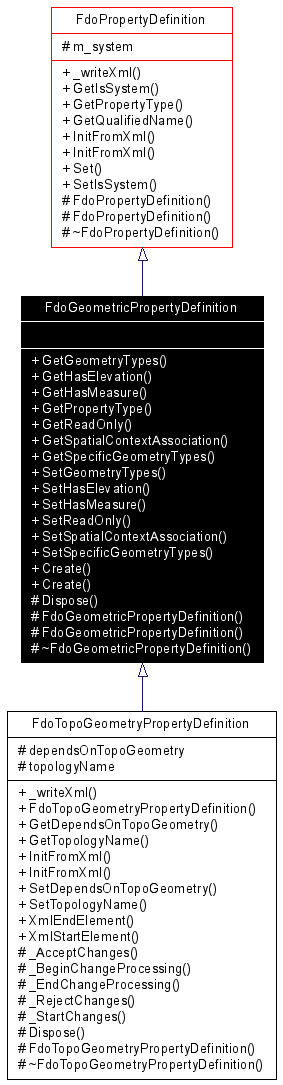 FdoPropertyDefinition
# m_system
+ _writeXml()
+ GetIsSystem()
+ GetPropertyType()
+ GetQualifiedName()
+ InitFromXml()
+ InitFromXml()
+ Set()
+ SetIsSystem()
# FdoPropertyDefinition()
# FdoPropertyDefinition()
# ~FdoPropertyDefinition()
FdoGeometricPropertyDefinition
+ GetGeometryTypes()
+ GetHasElevation()
+ GetHasMeasure()
+ GetPropertyType()
+ GetReadOnly()
+ GetSpatialContextAssociation()
+ GetSpecificGeometryTypes()
+ SetGeometryTypes()
+ SetHasElevation()
+ SetHasMeasure()
+ SetReadOnly()
+ SetSpatialContextAssociation()
+ SetSpecificGeometryTypes()
+ Create()
+ Create()
# Dispose()
# FdoGeometricPropertyDefinition()
# FdoGeometricPropertyDefinition()
# ~FdoGeometricPropertyDefinition()
FdoTopoGeometryPropertyDefinition
# dependsOnTopoGeometry
# topologyName
+ _writeXml()
+ FdoTopoGeometryPropertyDefinition()
+ GetDependsOnTopoGeometry()
+ GetTopologyName()
+ InitFromXml()
+ InitFromXml()
+ SetDependsOnTopoGeometry()
+ SetTopologyName()
+ XmlEndElement()
+ XmlStartElement()
# _AcceptChanges()
# _BeginChangeProcessing()
# _EndChangeProcessing()
# _RejectChanges()
# _StartChanges()
# Dispose()
# FdoTopoGeometryPropertyDefinition()
# ~FdoTopoGeometryPropertyDefinition()